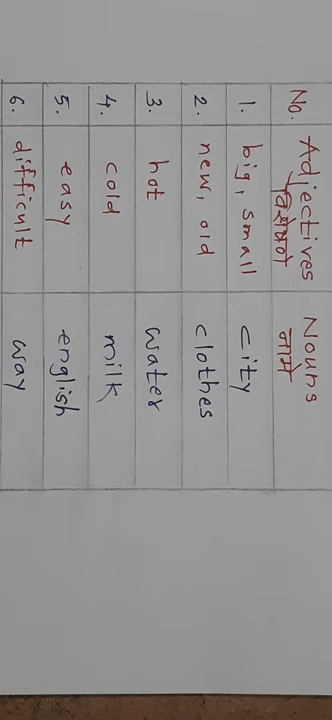 No. Adjectives Nouns
विशेषणे नामे
1. big, small city
2. new, old clothes
3. hot water
4. cold milk
5. easy english
6. difficult way